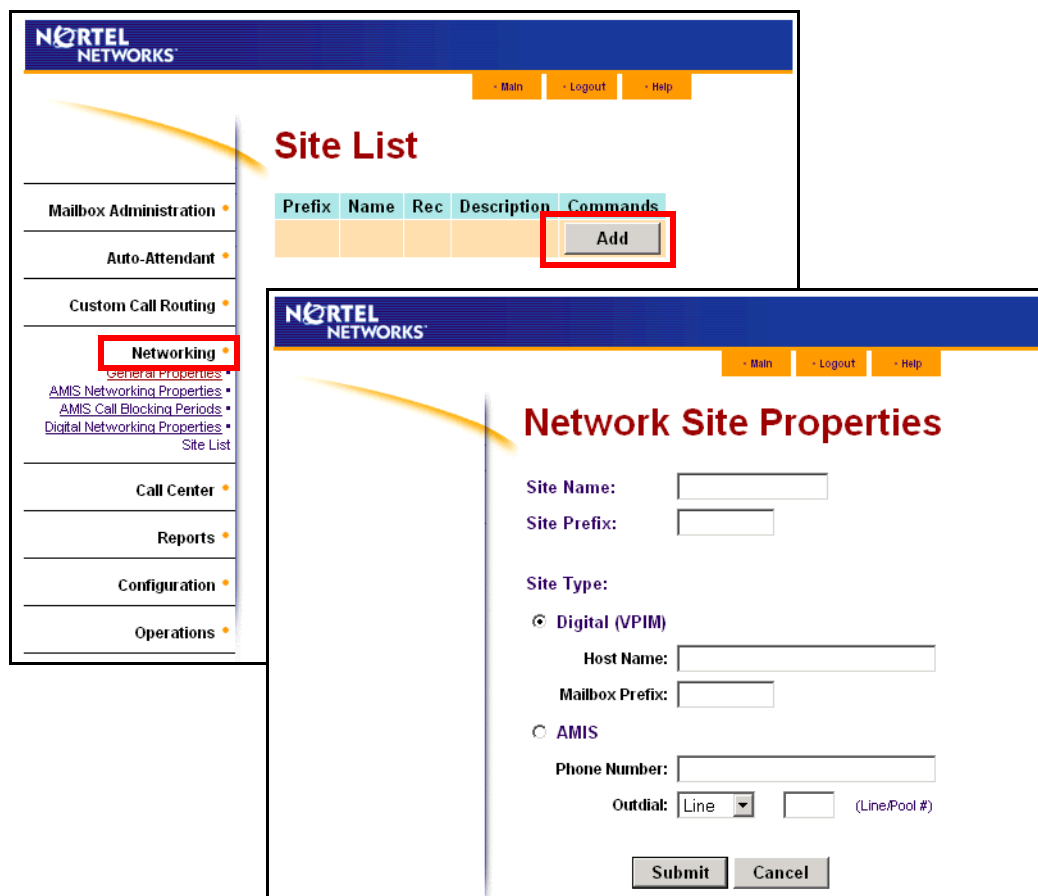 NORTEL
NETWORKS
• Main • Logout • Help
Site List
Prefix Name Rec Description Commands
Add
Mailbox Administration •
Auto-Attendant •
Custom Call Routing •
Networking •
General Properties •
AMIS Networking Properties •
AMIS Call Blocking Periods •
Digital Networking Properties •
Site List
Call Center •
Reports •
Configuration •
Operations •
NORTEL
NETWORKS
• Main • Logout • Help
Network Site Properties
Site Name:
Site Prefix:
Site Type:
Digital (VPIM)
Host Name:
Mailbox Prefix:
AMIS
Phone Number:
Outdial: Line (Line/Pool #)
Submit Cancel